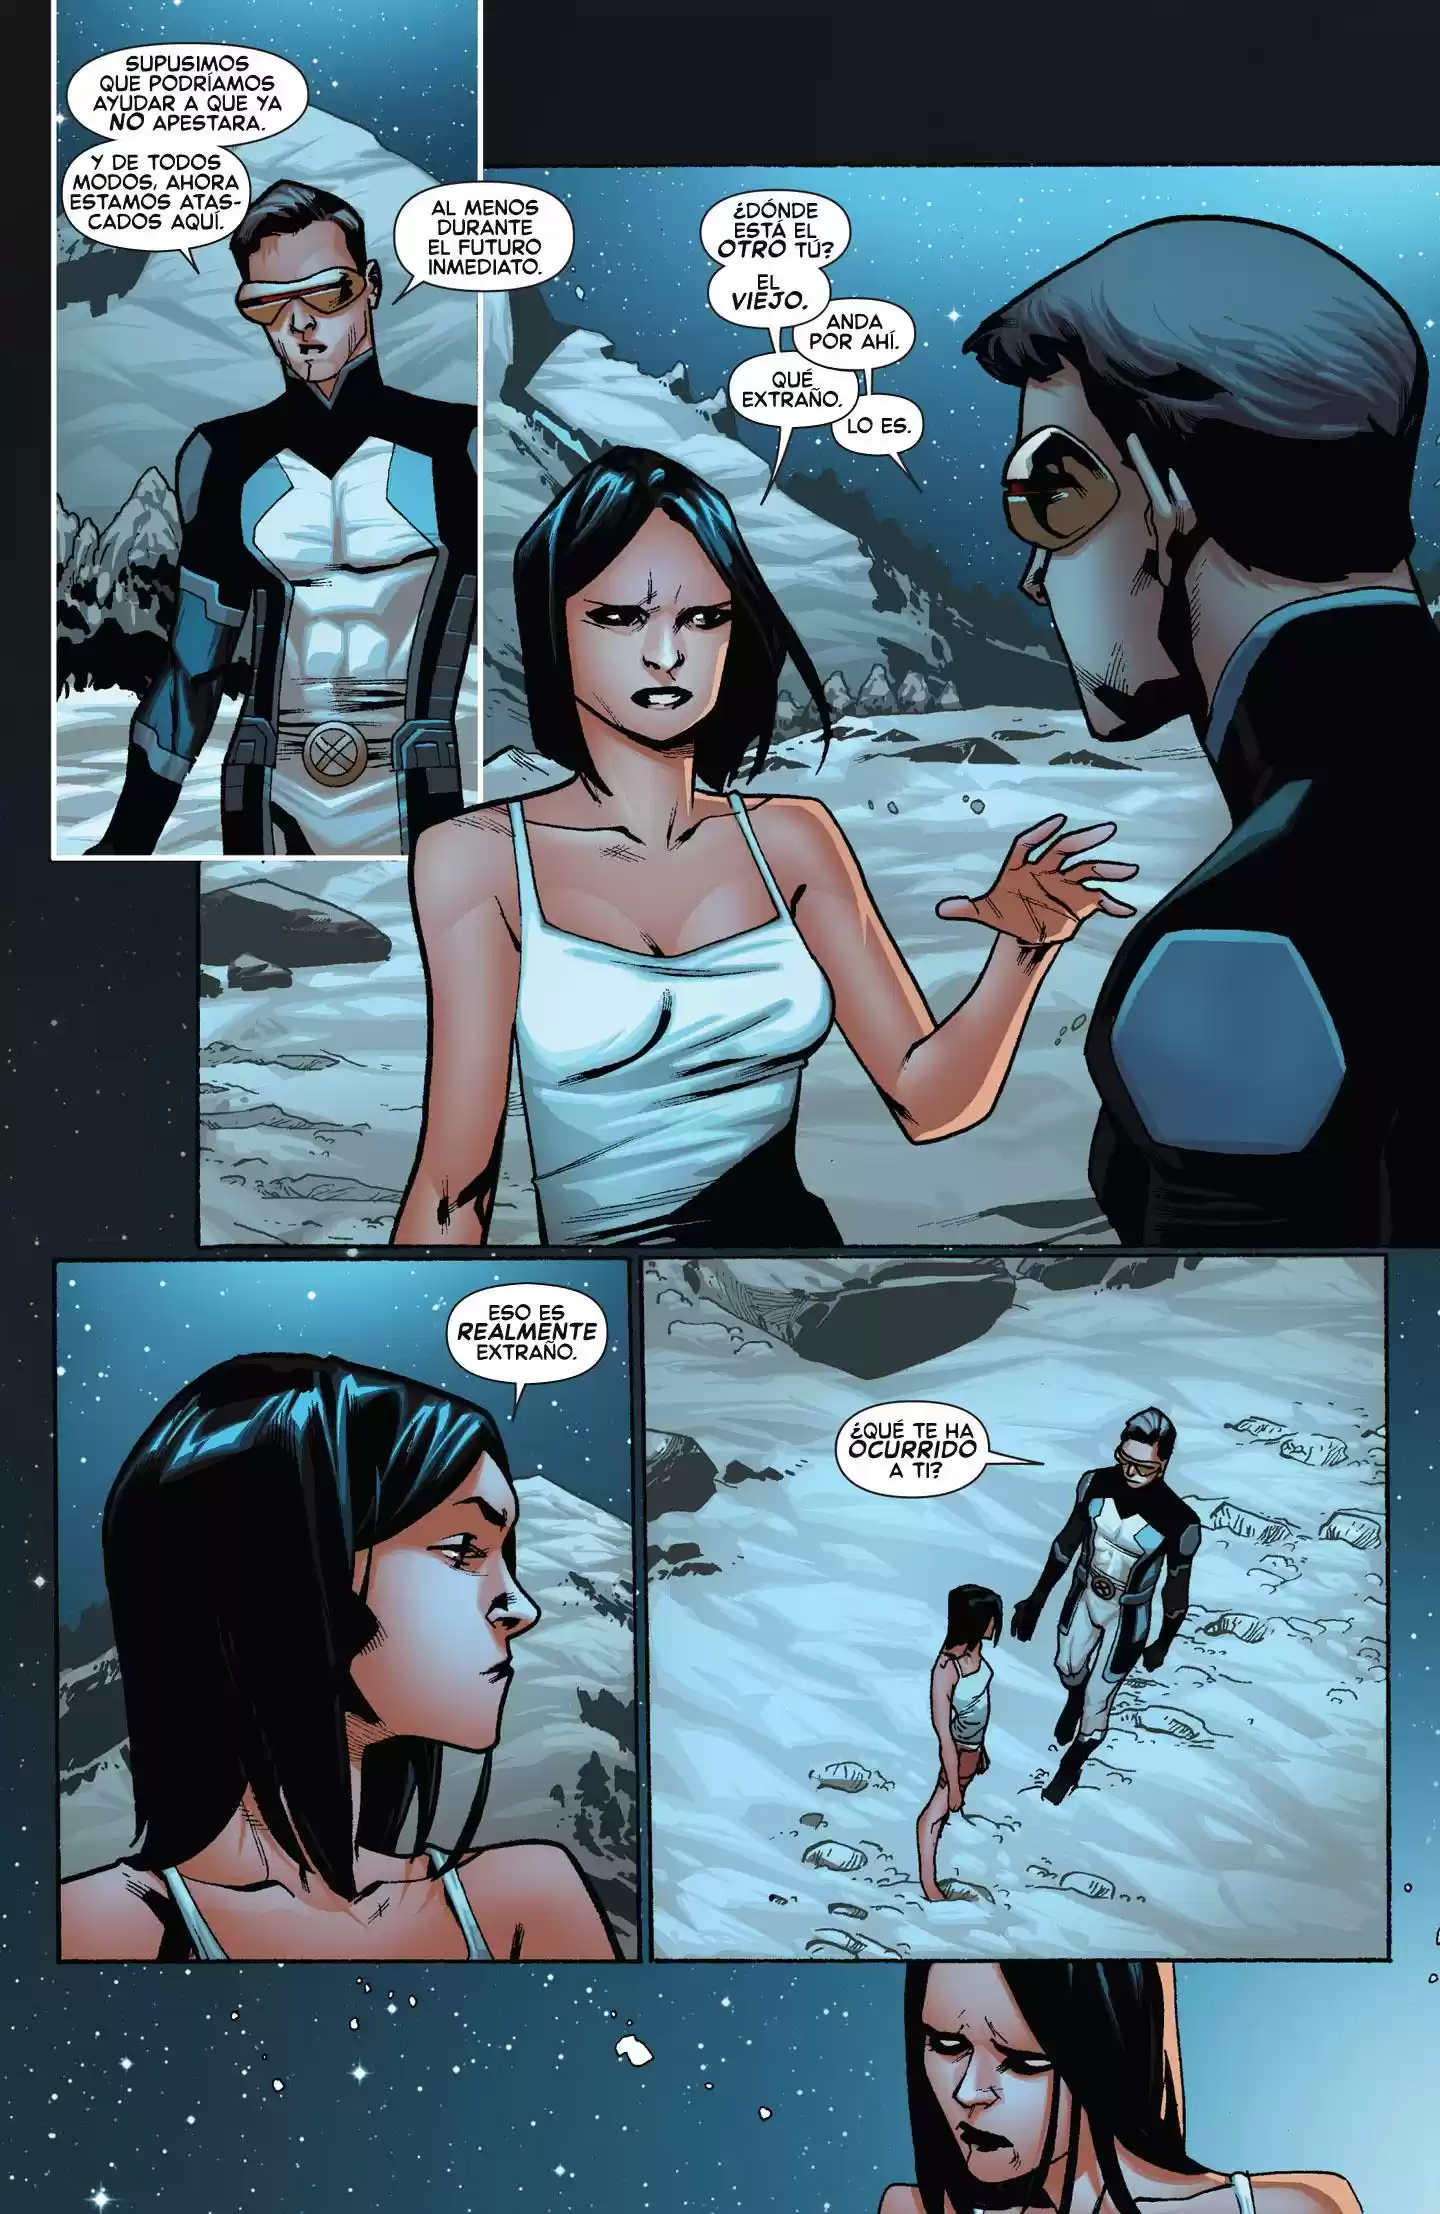 SUPUSIMOS
QUE PODRÍAMOS
AYUDAR A QUE YA
NO APESTARA.
Y DE TODOS
MODOS, AHORA
ESTAMOS ATAS-
CADOS AQUÍ.
AL MENOS
DURANTE
EL FUTURO
INMEDIATO.
¿DÓNDE
ESTÁ EL
OTRO TÚ?
EL
VIEJO.
ANDA
POR AHÍ.
QUÉ
EXTRAÑO.
LO ES.
ESO ES
REALMENTE
EXTRAÑO.
¿QUÉ TE HA
OCURRIDO
A TI?